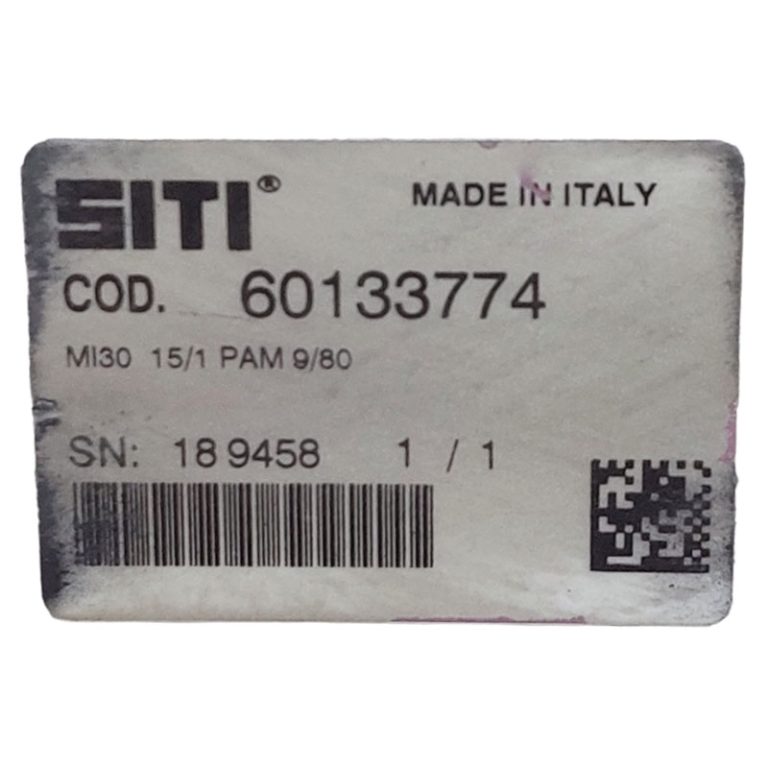 SITI® MADE IN ITALY
COD. 60133774
MI30 15/1 PAM 9/80
SN: 18 9458 1 / 1